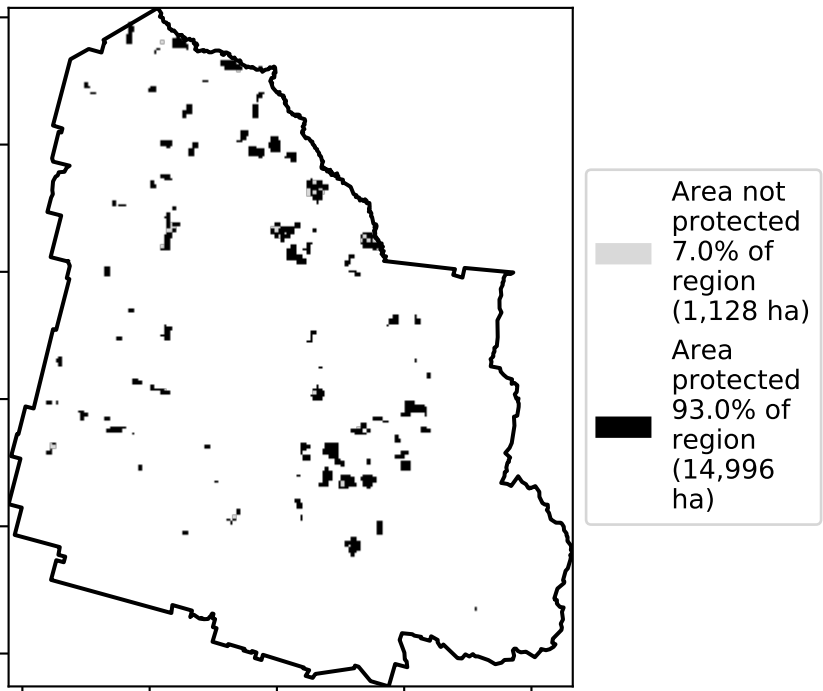 Area not
protected
7.0% of
region
(1,128 ha)
Area
protected
93.0% of
region
(14,996
ha)